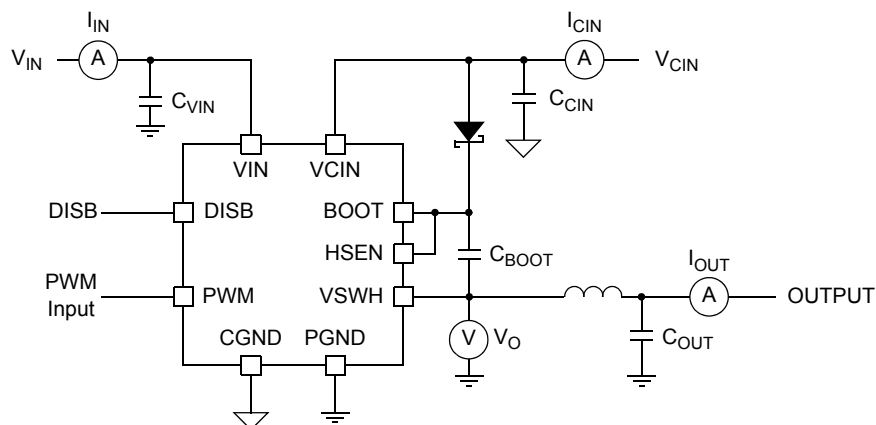 I_IN
I_CIN
V_IN
A
A
V_CIN
C_VIN
C_CIN
VIN
VCIN
DISB
DISB
BOOT
HSEN
C_BOOT
I_OUT
PWM
Input
PWM
VSWH
A
OUTPUT
CGND
PGND
V
V_O
C_OUT